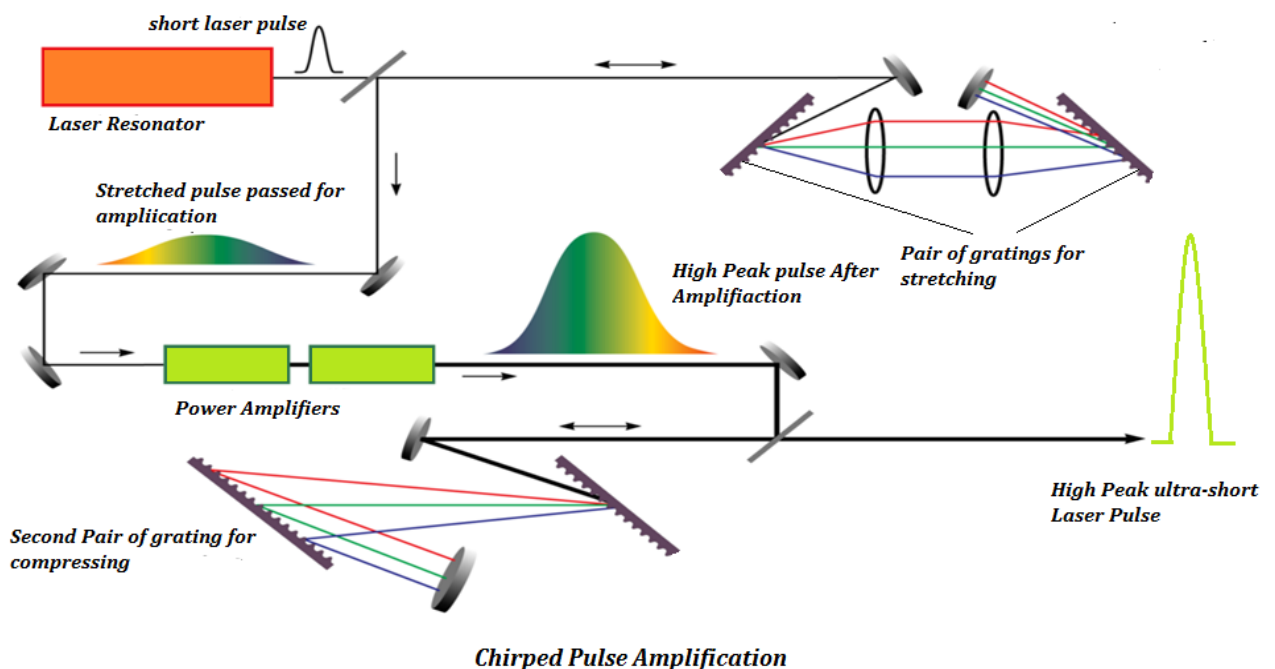 short laser pulse
Laser Resonator
Stretched pulse passed for
ampliication
Pair of gratings for
stretching
High Peak pulse After
Amplifiaction
Power Amplifiers
High Peak ultra-short
Laser Pulse
Second Pair of grating for
compressing
Chirped Pulse Amplification